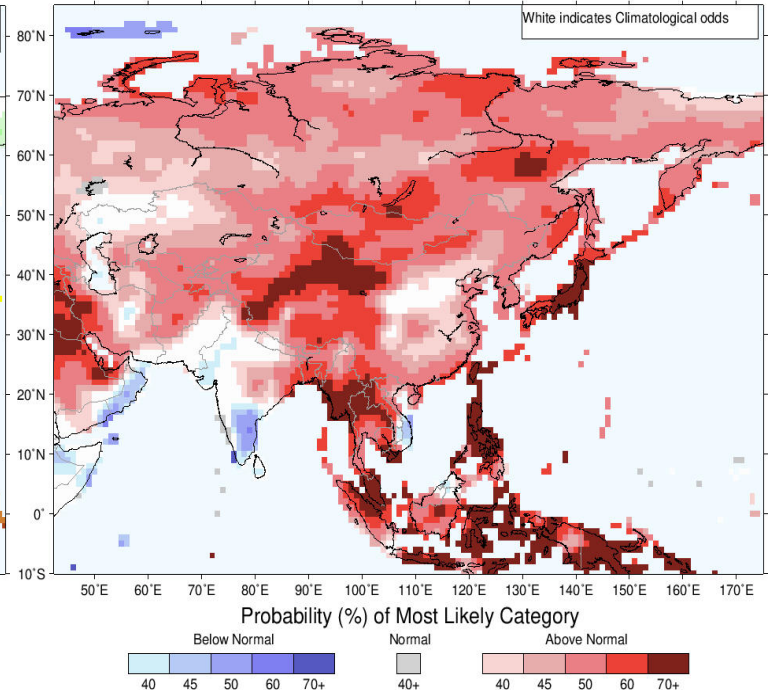 White indicates Climatological odds
80°N
70°N
60°N
50°N
40°N
30°N
20°N
10°N
0°
10°S
50°E 60°E 70°E 80°E 90°E 100°E 110°E 120°E 130°E 140°E 150°E 160°E 170°E
Probability (%) of Most Likely Category
Below Normal Normal Above Normal
40 45 50 60 70+ 40+ 40 45 50 60 70+